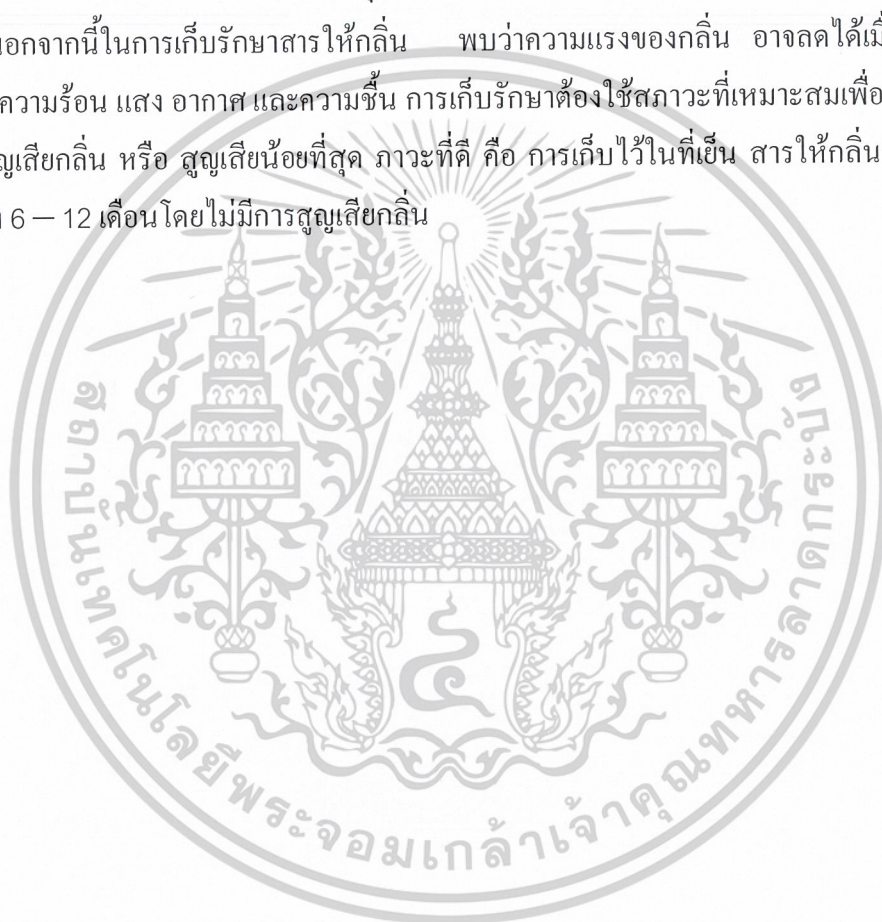 นอกจากนี้ในการเก็บรักษาสารให้กลิ่น พบว่าความแรงของกลิ่น อาจลดได้เมื่
ความร้อน แสง อากาศ และความชื้น การเก็บรักษาต้องใช้สภาวะที่เหมาะสมเพื่อ
ญเสียกลิ่น หรือ สูญเสียน้อยที่สุด ภาวะที่ดี คือ การเก็บไว้ในที่เย็น สารให้กลิ่น
6 – 12 เดือนโดยไม่มีการสูญเสียกลิ่น
สถาบันเทคโนโลยีพระจอมเกล้าเจ้าคุณทหารลาดกระบัง
๔